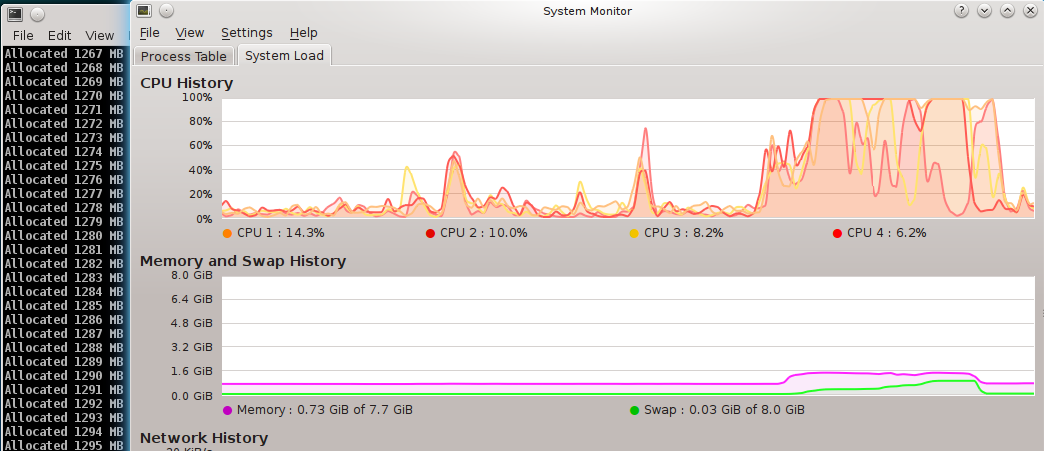 System Monitor
File Edit View
File View Settings Help
Process Table System Load
Allocated 1267 MB
Allocated 1268 MB
Allocated 1269 MB
Allocated 1270 MB
Allocated 1271 MB
Allocated 1272 MB
Allocated 1273 MB
Allocated 1274 MB
Allocated 1275 MB
Allocated 1276 MB
Allocated 1277 MB
Allocated 1278 MB
Allocated 1279 MB
Allocated 1280 MB
Allocated 1281 MB
Allocated 1282 MB
Allocated 1283 MB
Allocated 1284 MB
Allocated 1285 MB
Allocated 1286 MB
Allocated 1287 MB
Allocated 1288 MB
Allocated 1289 MB
Allocated 1290 MB
Allocated 1291 MB
Allocated 1292 MB
Allocated 1293 MB
Allocated 1294 MB
Allocated 1295 MB
CPU History
100%
80%
60%
40%
20%
0%
CPU 1 : 14.3% CPU 2 : 10.0% CPU 3 : 8.2% CPU 4 : 6.2%
Memory and Swap History
8.0 GiB
6.4 GiB
4.8 GiB
3.2 GiB
1.6 GiB
0.0 GiB
Memory : 0.73 GiB of 7.7 GiB Swap : 0.03 GiB of 8.0 GiB
Network History